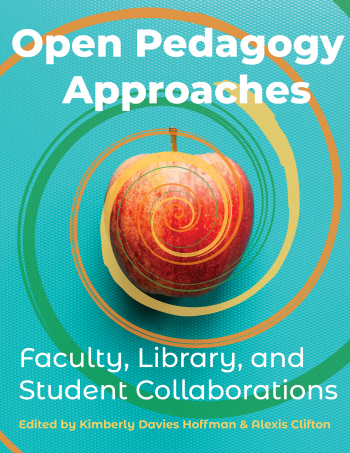 Open Pedagogy
Approaches
Faculty, Library, and
Student Collaborations
Edited by Kimberly Davies Hoffman & Alexis Clifton